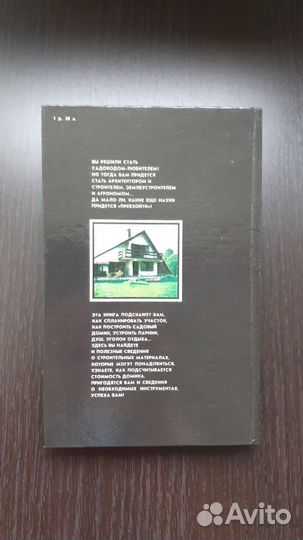 1 р. 30 к.
ВЫ РЕШИЛИ СТАТЬ
САДОВОДОМ-ЛЮБИТЕЛЕМ!
НО ТОГДА ВАМ ПРИДЕТСЯ
СТАТЬ АРХИТЕКТОРОМ И
СТРОИТЕЛЕМ, ЗЕМЛЕУСТРОИТЕЛЕМ
И АГРОНОМОМ...
ДА МАЛО ЛИ, КАКИЕ ЕЩЕ НАУКИ
ПРИДЕТСЯ «ПРЕВЗОЙТИ»!
ЭТА КНИГА ПОДСКАЖЕТ ВАМ,
КАК СПЛАНИРОВАТЬ УЧАСТОК,
КАК ПОСТРОИТЬ САДОВЫЙ
ДОМИК, УСТРОИТЬ ПАРНИК,
ДУШ, УГОЛОК ОТДЫХА...
ЗДЕСЬ ВЫ НАЙДЕТЕ
И ПОЛЕЗНЫЕ СВЕДЕНИЯ
О СТРОИТЕЛЬНЫХ МАТЕРИАЛАХ,
КОТОРЫЕ МОГУТ ПОНАДОБИТЬСЯ,
УЗНАЕТЕ, КАК ПОДСЧИТЫВАЕТСЯ
СТОИМОСТЬ ДОМИКА.
ПРИГОДЯТСЯ ВАМ И СВЕДЕНИЯ
О НЕОБХОДИМЫХ ИНСТРУМЕНТАХ.
УСПЕХА ВАМ!
Avito